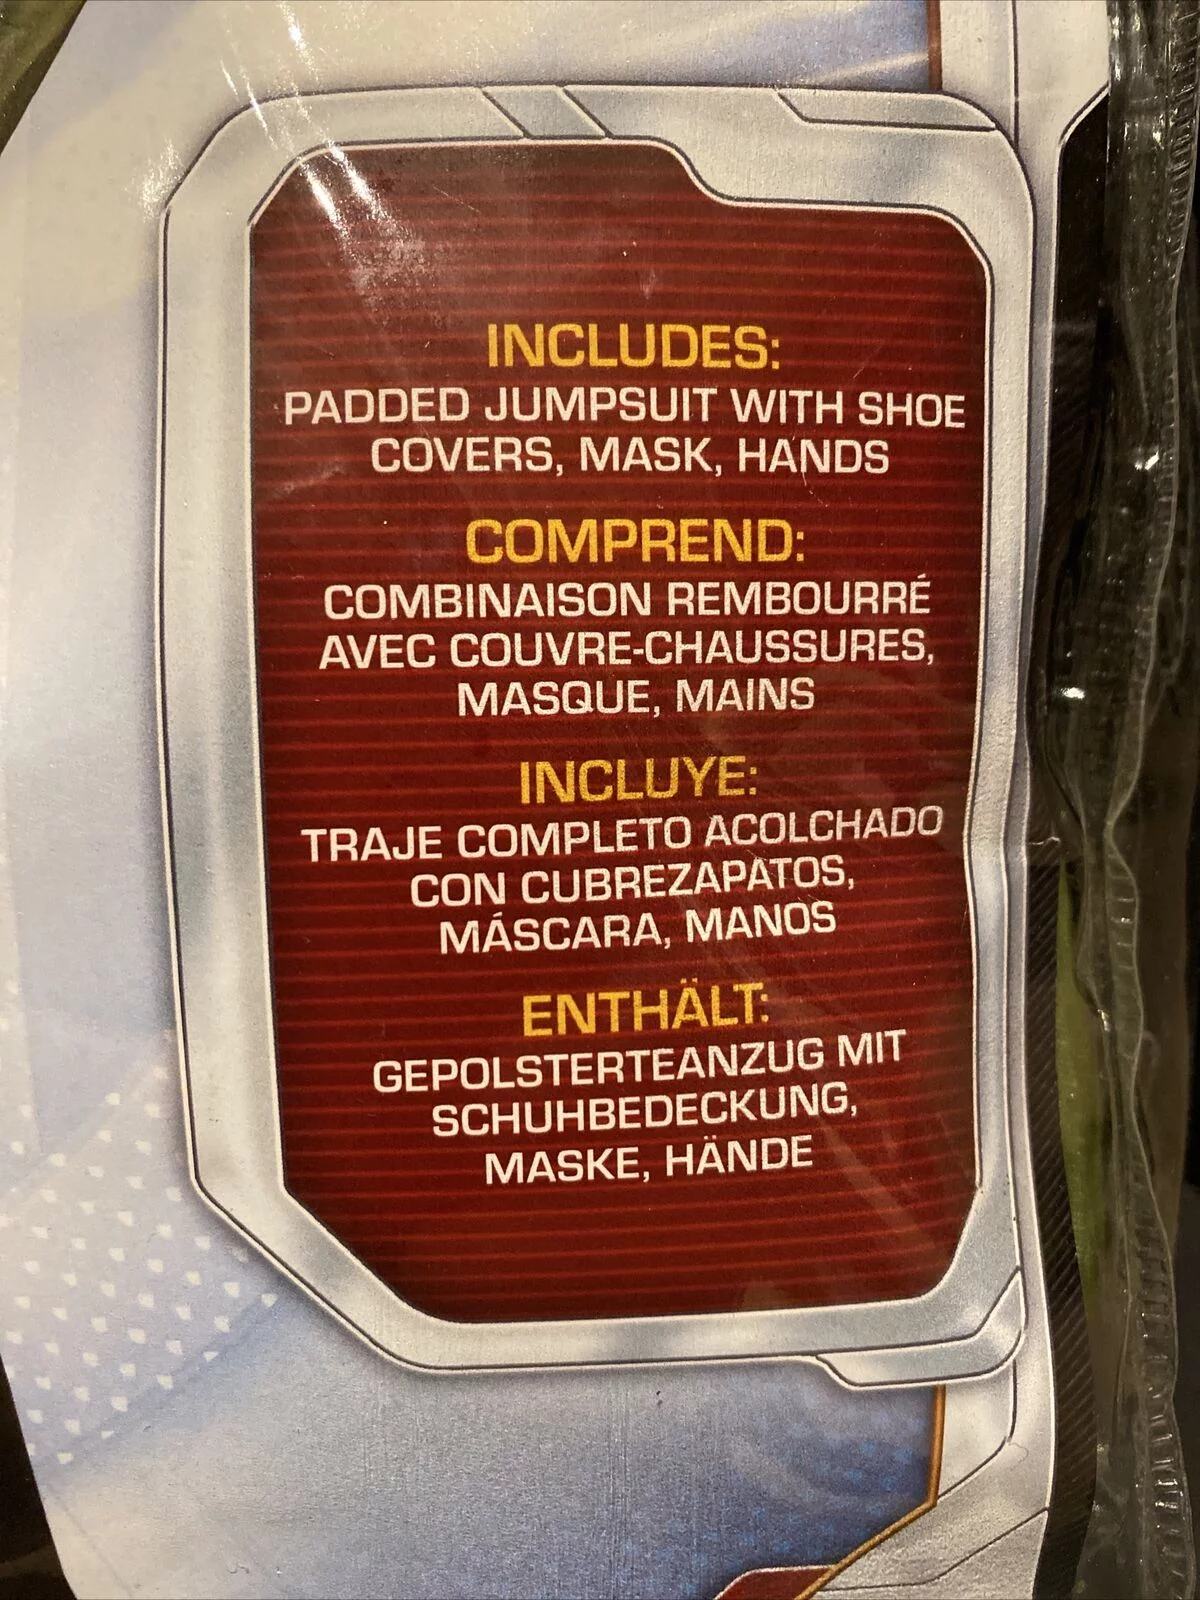 INCLUDES:
PADDED JUMPSUIT WITH SHOE
COVERS, MASK, HANDS
COMPREND:
COMBINAISON REMBOURRÉ
AVEC COUVRE-CHAUSSURES,
MASQUE, MAINS
INCLUYE:
TRAJE COMPLETO ACOLCHADO
CON CUBREZAPATOS,
MÁSCARA, MANOS
ENTHÄLT:
GEPOLSTERTEANZUG MIT
SCHUHBEDECKUNG,
MASKE, HÄNDE